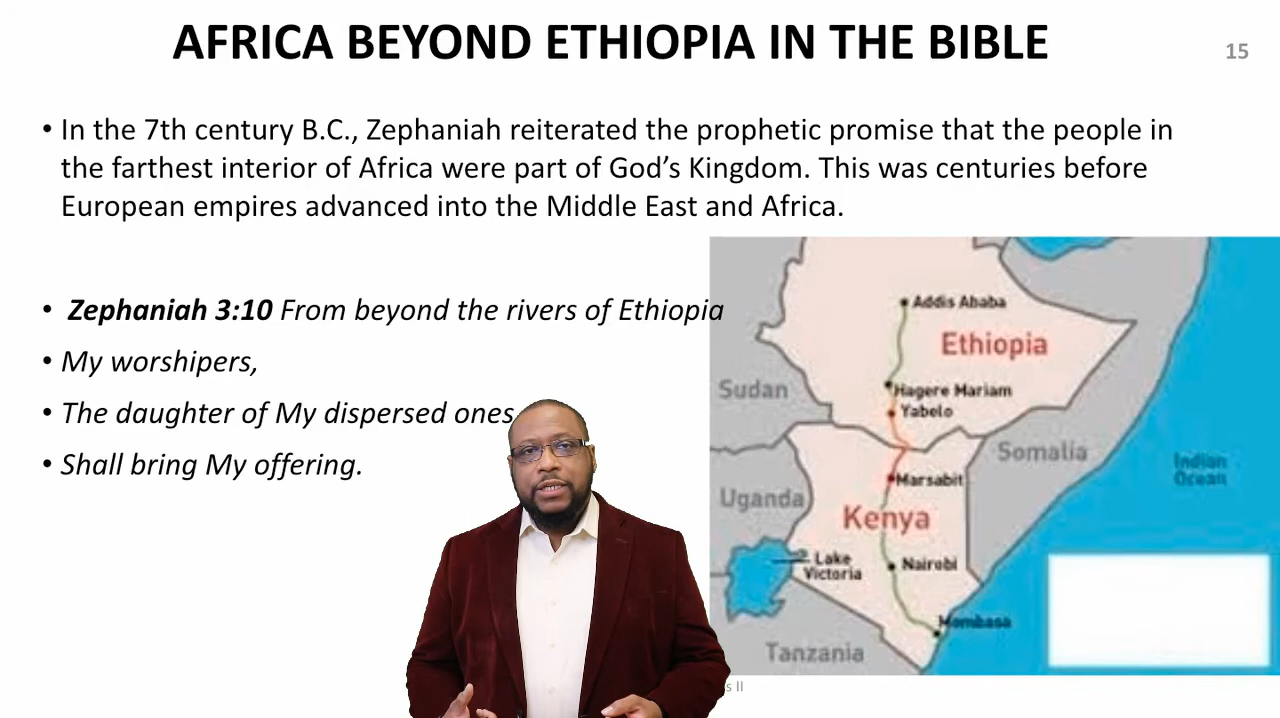 AFRICA BEYOND ETHIOPIA IN THE BIBLE
15
• In the 7th century B.C., Zephaniah reiterated the prophetic promise that the people in
the farthest interior of Africa were part of God’s Kingdom. This was centuries before
European empires advanced into the Middle East and Africa.
• Zephaniah 3:10 From beyond the rivers of Ethiopia
• My worshipers,
• The daughter of My dispersed ones
• Shall bring My offering.
Addis Ababa
Ethiopia
Sudan
Hagere Mariam
Yabelo
Somalia
Marsabit
Indian
Ocean
Uganda
Kenya
Lake
Victoria
Nairobi
Mombasa
Tanzania
II